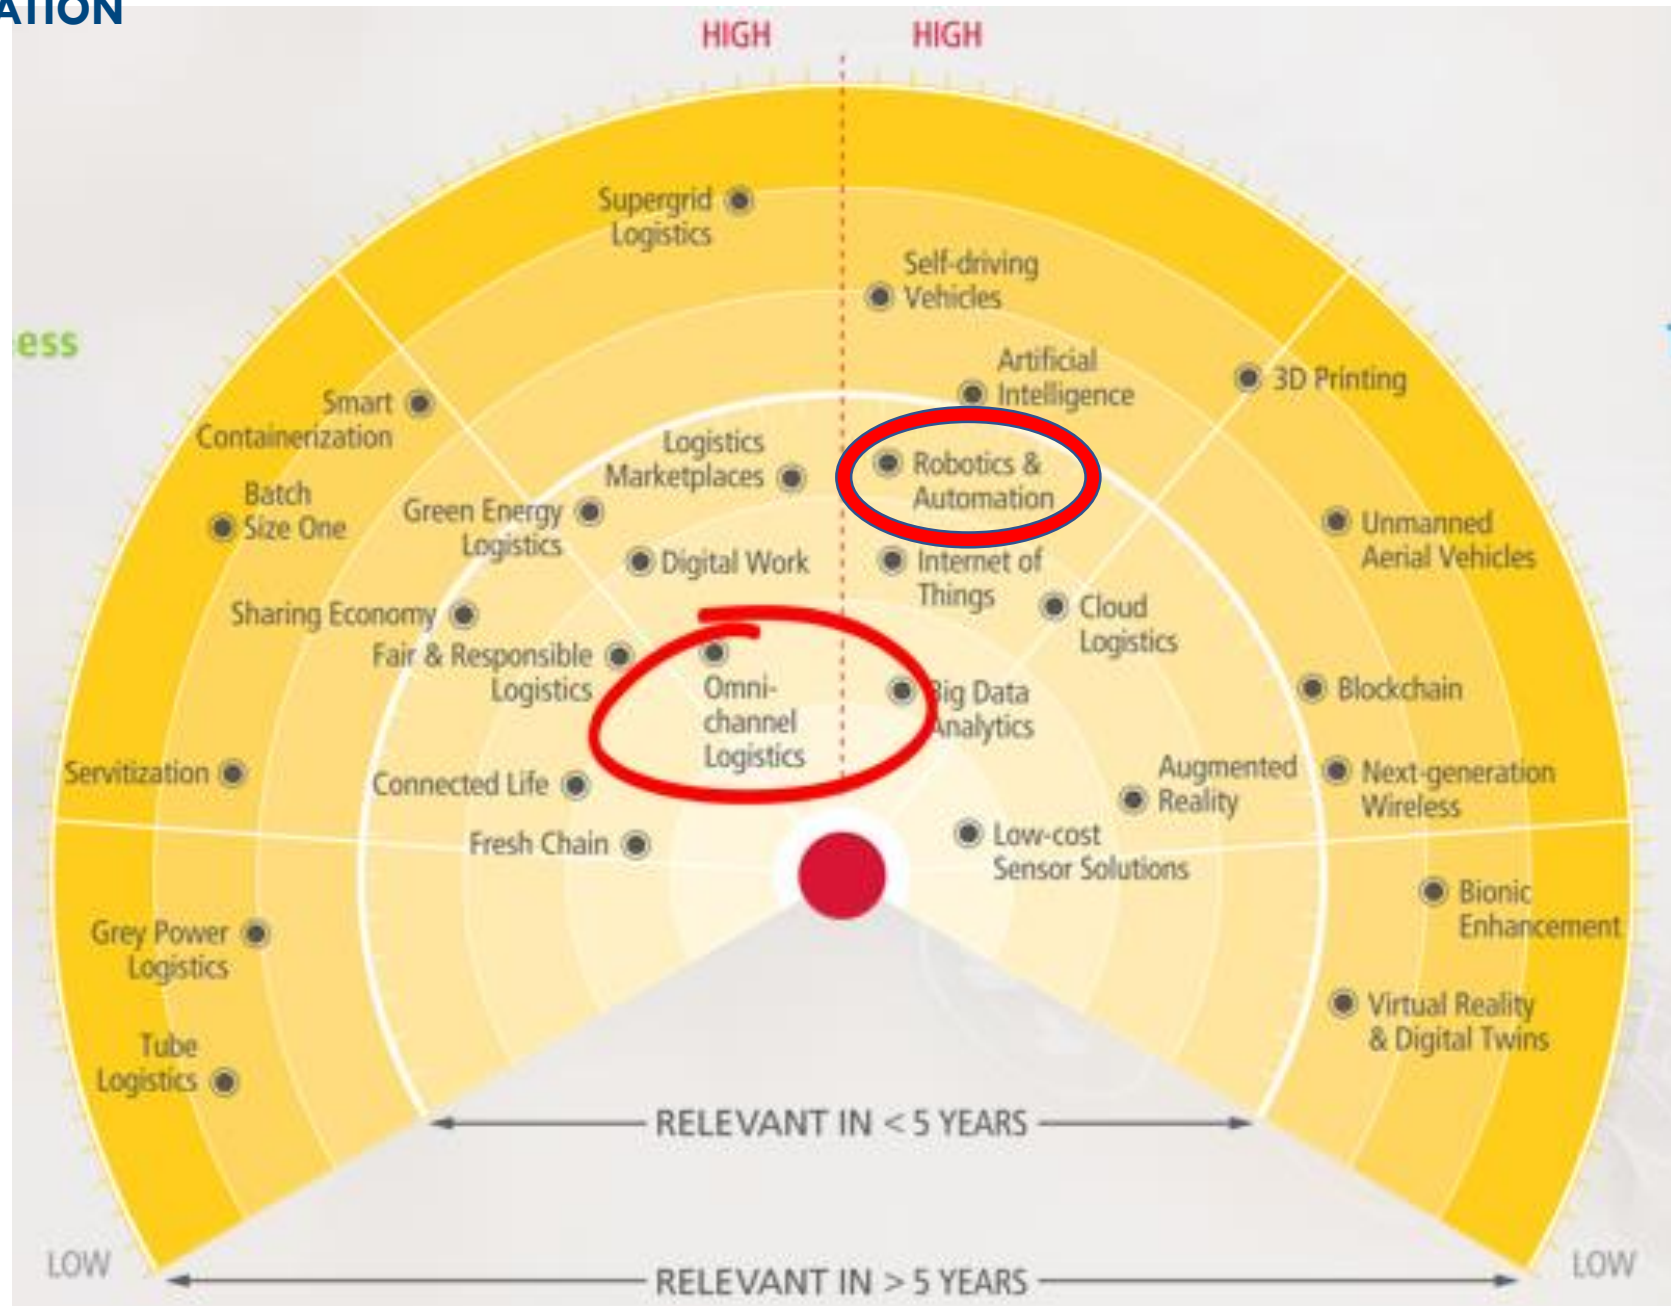 ATION
HIGH
HIGH
Supergrid
Logistics
Self-driving
Vehicles
ess
Artificial
Intelligence
3D Printing
Smart
Containerization
Logistics
Marketplaces
Robotics &
Automation
Batch
Size One
Green Energy
Logistics
Unmanned
Aerial Vehicles
Digital Work
Internet of
Things
Sharing Economy
Cloud
Logistics
Fair & Responsible
Logistics
Omni-
channel
Logistics
Big Data
Analytics
Blockchain
Servitization
Connected Life
Augmented
Reality
Next-generation
Wireless
Fresh Chain
Low-cost
Sensor Solutions
Bionic
Enhancement
Grey Power
Logistics
Virtual Reality
& Digital Twins
Tube
Logistics
RELEVANT IN < 5 YEARS
LOW
LOW
RELEVANT IN > 5 YEARS